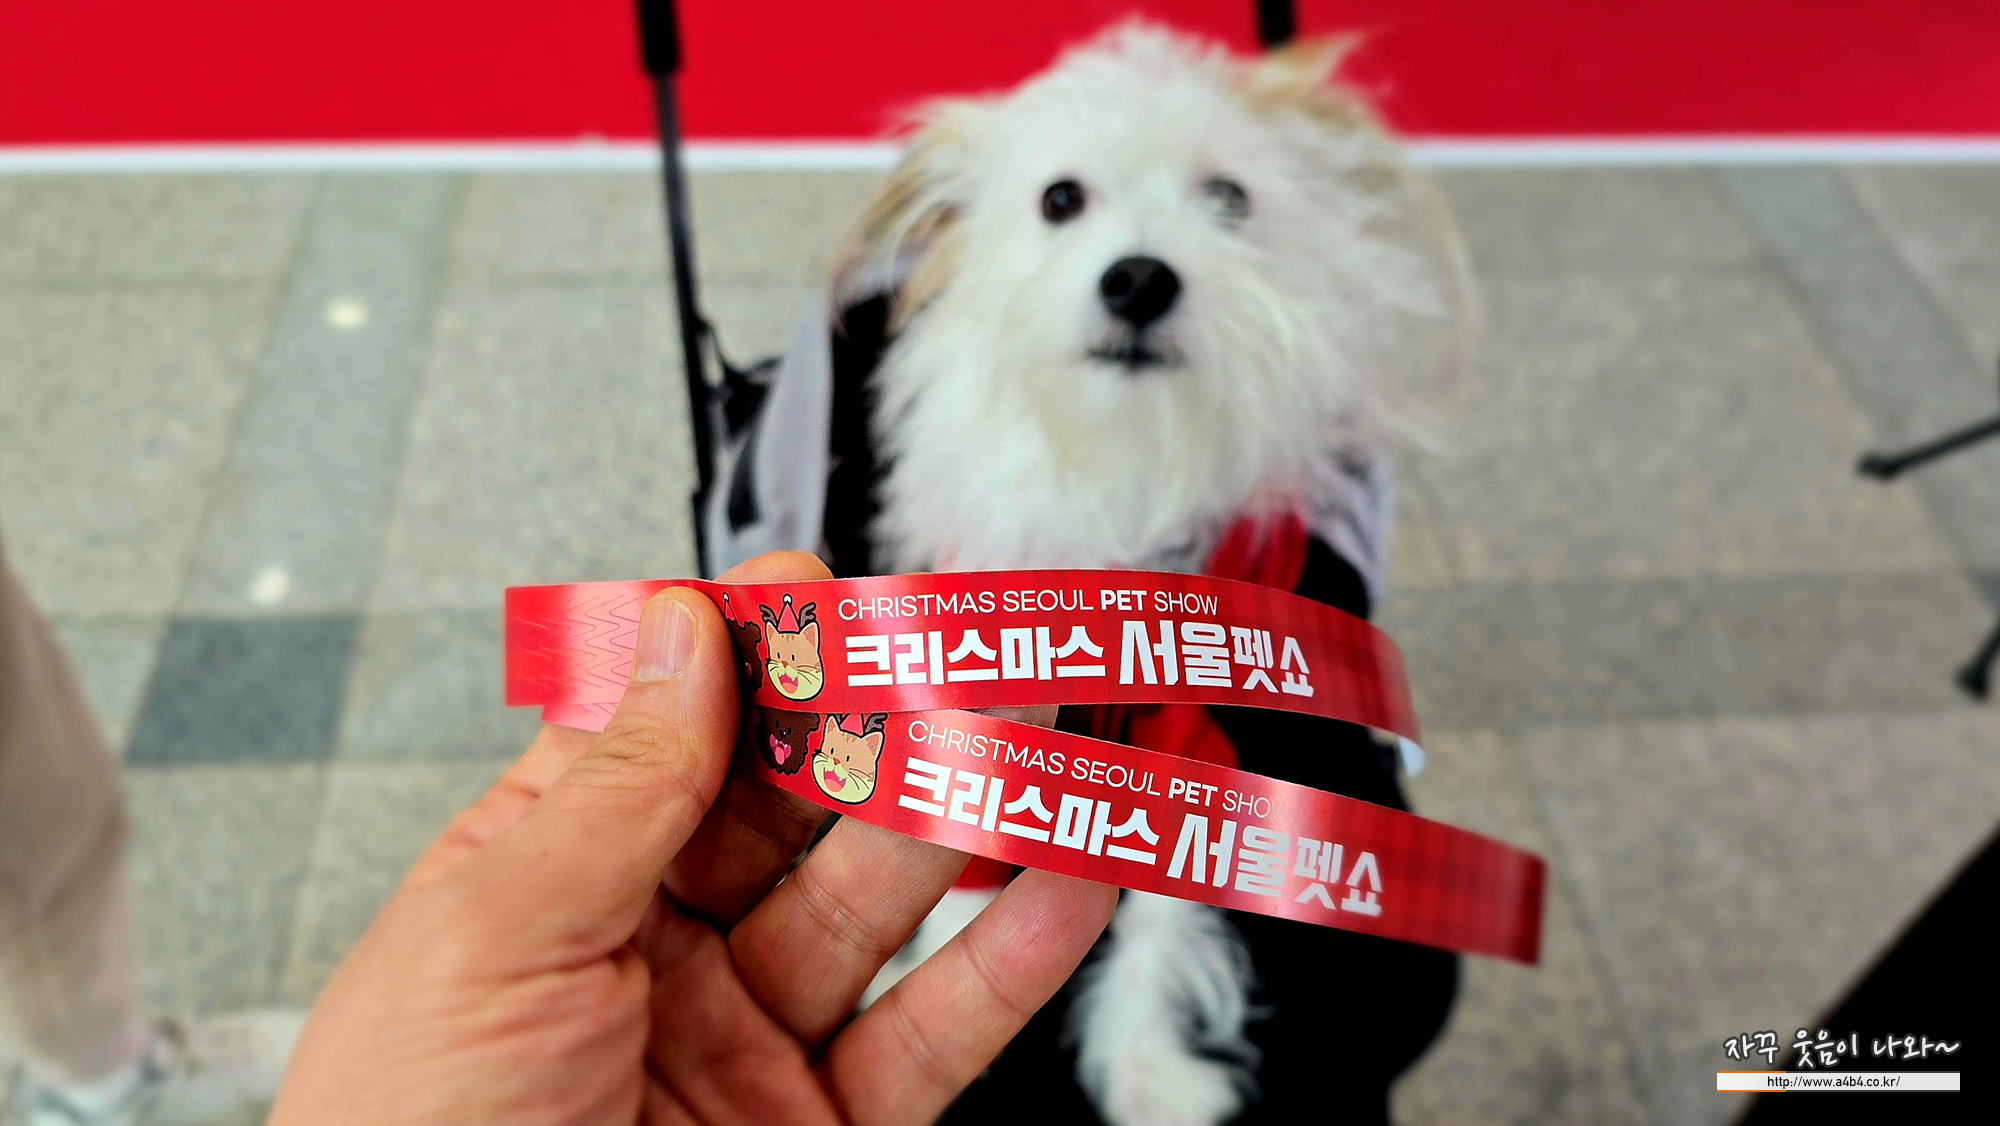 CHRISTMAS SEOUL PET SHOW
크리스마스 서울펫쇼
CHRISTMAS SEOUL PET SHOW
크리스마스 서울펫쇼
자꾸 웃음이 나와~
http://www.a4b4.co.kr/